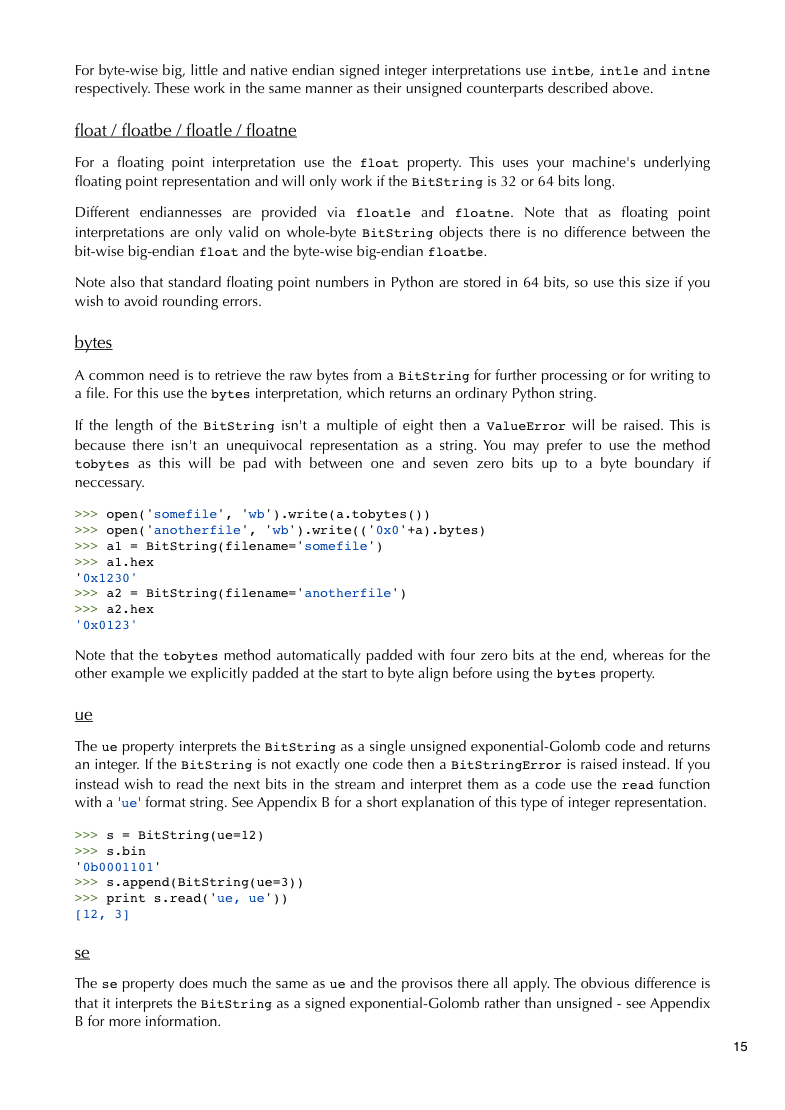 For byte-wise big, little and native endian signed integer interpretations use intbe, intle and intne
respectively. These work in the same manner as their unsigned counterparts described above.
float / floatbe / floatle / floatne
For a floating point interpretation use the float property. This uses your machine's underlying
floating point representation and will only work if the BitString is 32 or 64 bits long.
Different endiannesses are provided via floatle and floatne. Note that as floating point
interpretations are only valid on whole-byte BitString objects there is no difference between the
bit-wise big-endian float and the byte-wise big-endian floatbe.
Note also that standard floating point numbers in Python are stored in 64 bits, so use this size if you
wish to avoid rounding errors.
bytes
A common need is to retrieve the raw bytes from a BitString for further processing or for writing to
a file. For this use the bytes interpretation, which returns an ordinary Python string.
If the length of the BitString isn't a multiple of eight then a ValueError will be raised. This is
because there isn't an unequivocal representation as a string. You may prefer to use the method
tobytes as this will be pad with between one and seven zero bits up to a byte boundary if
neccessary.
>>> open('somefile', 'wb').write(a.tobytes())
>>> open('anotherfile', 'wb').write(('0x0'+a).bytes)
>>> a1 = BitString(filename='somefile')
>>> a1.hex
'0x1230'
>>> a2 = BitString(filename='anotherfile')
>>> a2.hex
'0x0123'
Note that the tobytes method automatically padded with four zero bits at the end, whereas for the
other example we explicitly padded at the start to byte align before using the bytes property.
ue
The ue property interprets the BitString as a single unsigned exponential-Golomb code and returns
an integer. If the BitString is not exactly one code then a BitStringError is raised instead. If you
instead wish to read the next bits in the stream and interpret them as a code use the read function
with a 'ue' format string. See Appendix B for a short explanation of this type of integer representation.
>>> s = BitString(ue=12)
>>> s.bin
'0b0001101'
>>> s.append(BitString(ue=3))
>>> print s.read('ue, ue'))
[12, 3]
se
The se property does much the same as ue and the provisos there all apply. The obvious difference is
that it interprets the BitString as a signed exponential-Golomb rather than unsigned - see Appendix
B for more information.
15